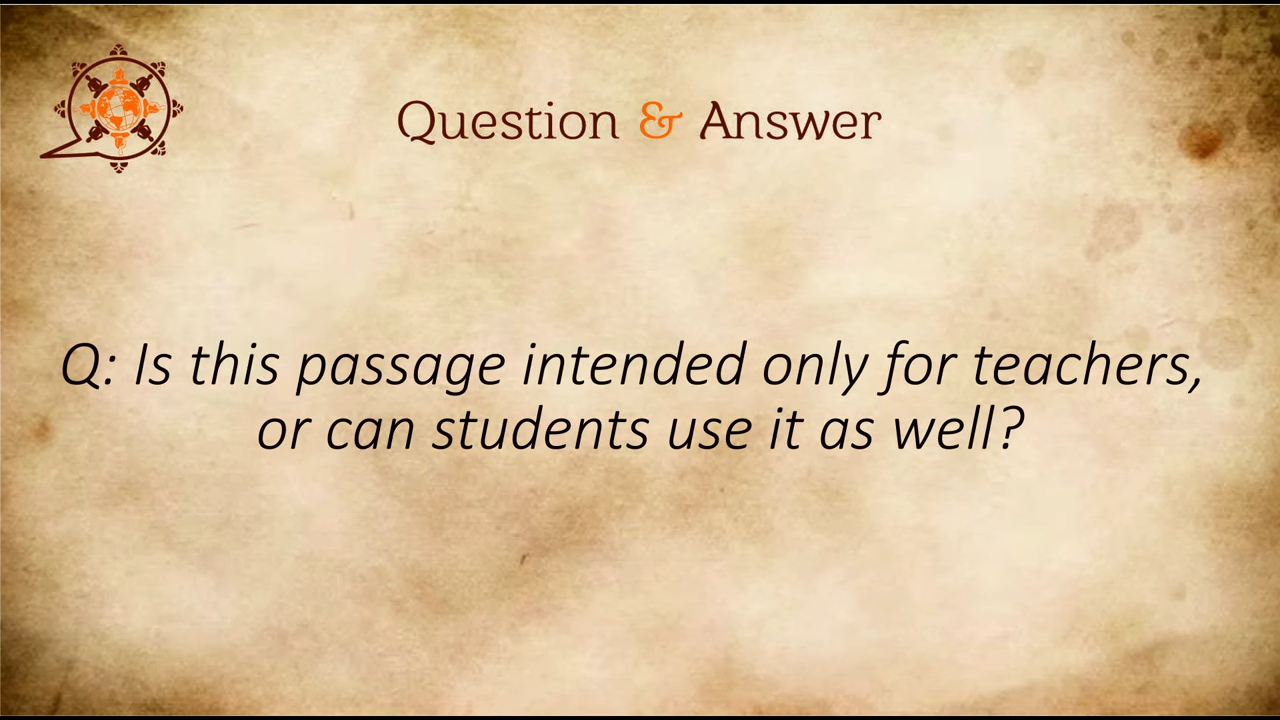 Question & Answer
Q: Is this passage intended only for teachers,
or can students use it as well?